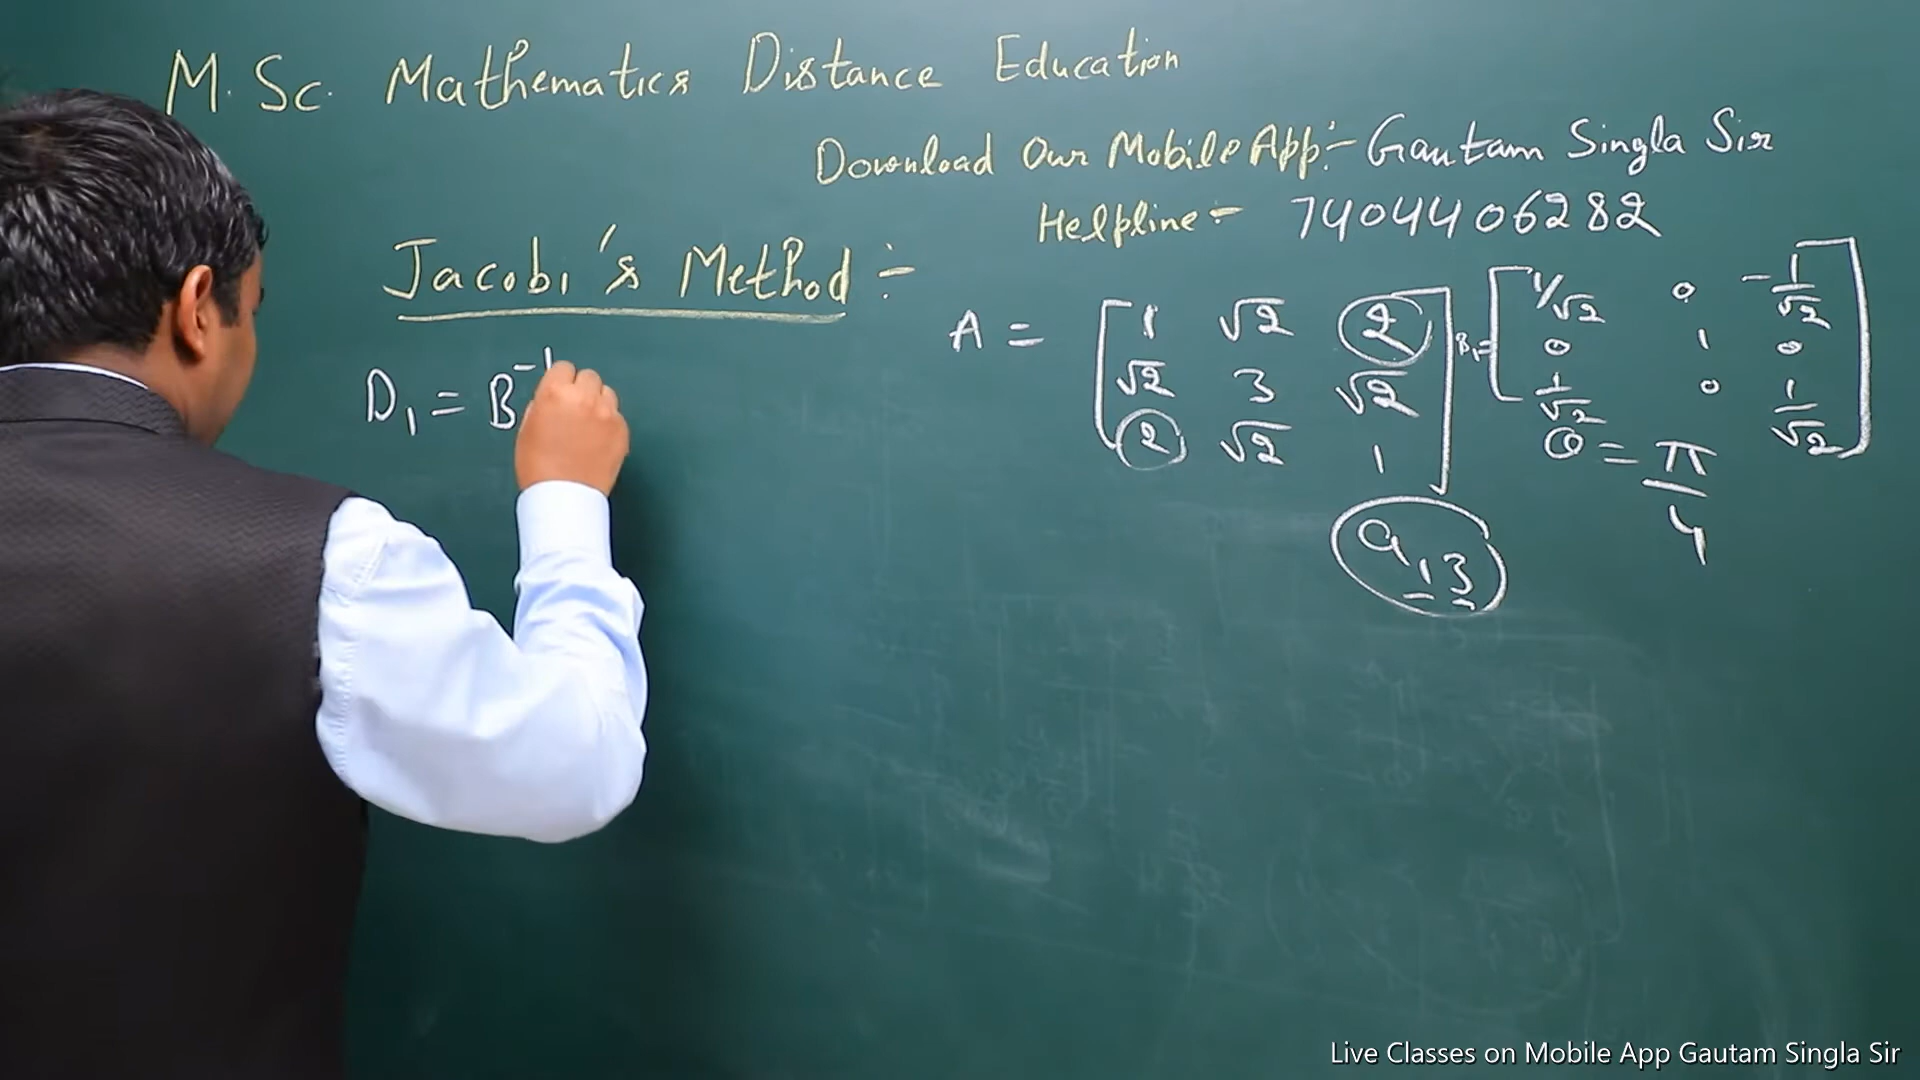 M.Sc. Mathematics Distance Education
Download Our Mobile App:- Gautam Singla Sir
Helpline:- 7404406282
Jacobi's Method :-
D₁ = B⁻¹
A = [1 √2 2
√2 3 √2
2 √2 1]
B₁ = [1/√2 0 -1/√2
0 1 0
1/√2 0 1/√2]
θ = π/4
a₁₃
Live Classes on Mobile App Gautam Singla Sir